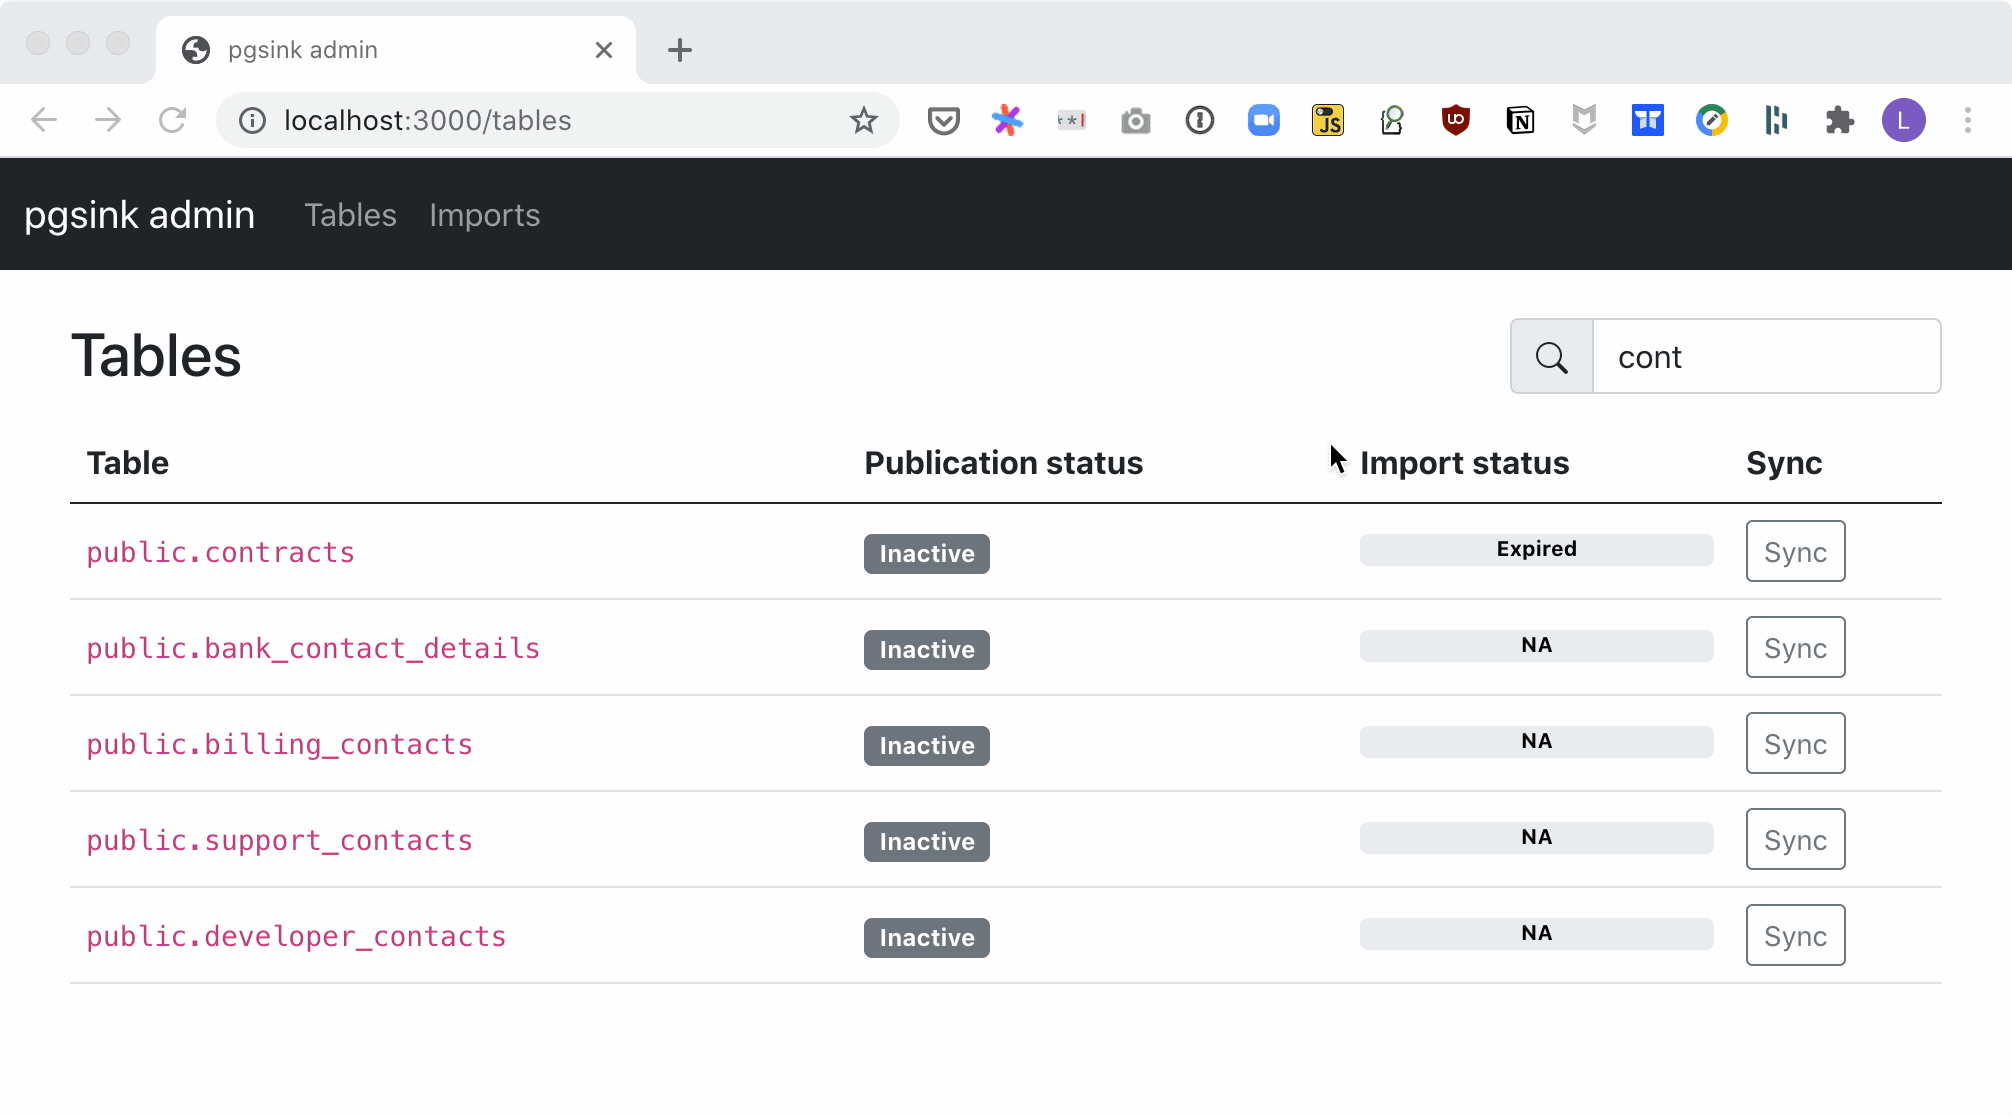 pgsink admin
localhost:3000/tables
**|
JS
N
L
pgsink admin Tables Imports
Tables
cont
Table Publication status Import status Sync
public.contracts Inactive Expired Sync
public.bank_contact_details Inactive NA Sync
public.billing_contacts Inactive NA Sync
public.support_contacts Inactive NA Sync
public.developer_contacts Inactive NA Sync